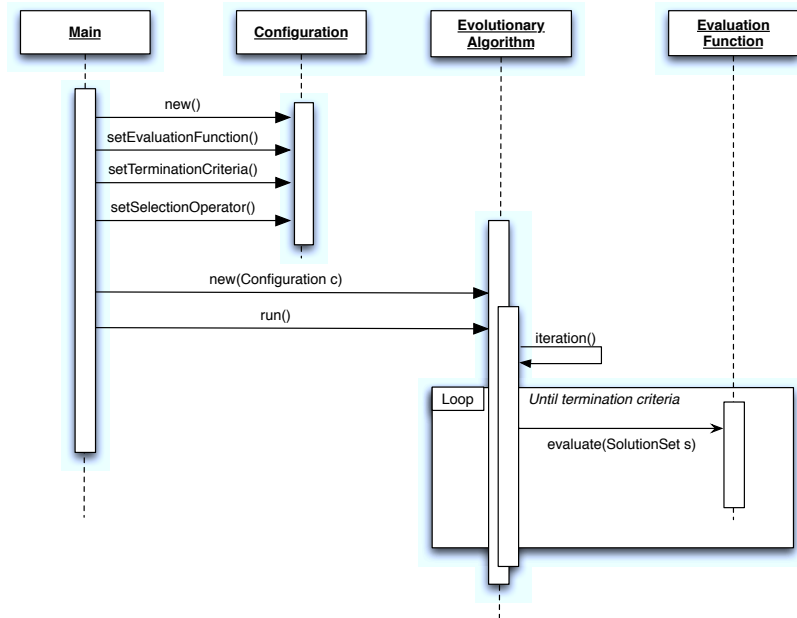 Main
Configuration
Evolutionary
Algorithm
Evaluation
Function
new()
setEvaluationFunction()
setTerminationCriteria()
setSelectionOperator()
new(Configuration c)
run()
iteration()
Loop
Until termination criteria
evaluate(SolutionSet s)